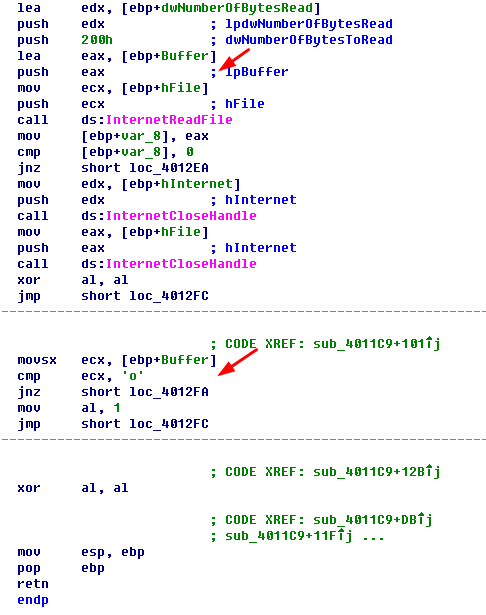 lea edx, [ebp+dwNumberOfBytesRead]
push edx ; lpdwNumberOfBytesRead
push 200h ; dwNumberOfBytesToRead
lea eax, [ebp+Buffer]
push eax ; lpBuffer
mov ecx, [ebp+hFile]
push ecx ; hFile
call ds:InternetReadFile
mov [ebp+var_8], eax
cmp [ebp+var_8], 0
jnz short loc_4012EA
mov edx, [ebp+hInternet]
push edx ; hInternet
call ds:InternetCloseHandle
mov eax, [ebp+hFile]
push eax ; hInternet
call ds:InternetCloseHandle
xor al, al
jmp short loc_4012FC
; CODE XREF: sub_4011C9+101↑j
movsx ecx, [ebp+Buffer]
cmp ecx, 'o'
jnz short loc_4012FA
mov al, 1
jmp short loc_4012FC
; CODE XREF: sub_4011C9+12B↑j
xor al, al
; CODE XREF: sub_4011C9+DB↑j
; sub_4011C9+11F↑j ...
mov esp, ebp
pop ebp
retn
endp